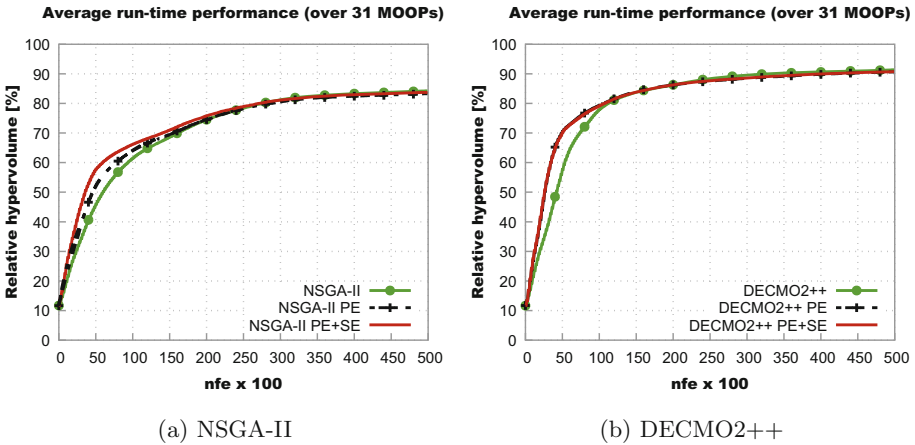 Average run-time performance (over 31 MOOPs)
Relative hypervolume [%]
100
90
80
70
60
50
40
30
20
10
0
NSGA-II
NSGA-II PE
NSGA-II PE+SE
0 50 100 150 200 250 300 350 400 450 500
nfe x 100
(a) NSGA-II
Average run-time performance (over 31 MOOPs)
Relative hypervolume [%]
100
90
80
70
60
50
40
30
20
10
0
DECMO2++
DECMO2++ PE
DECMO2++ PE+SE
0 50 100 150 200 250 300 350 400 450 500
nfe x 100
(b) DECMO2++